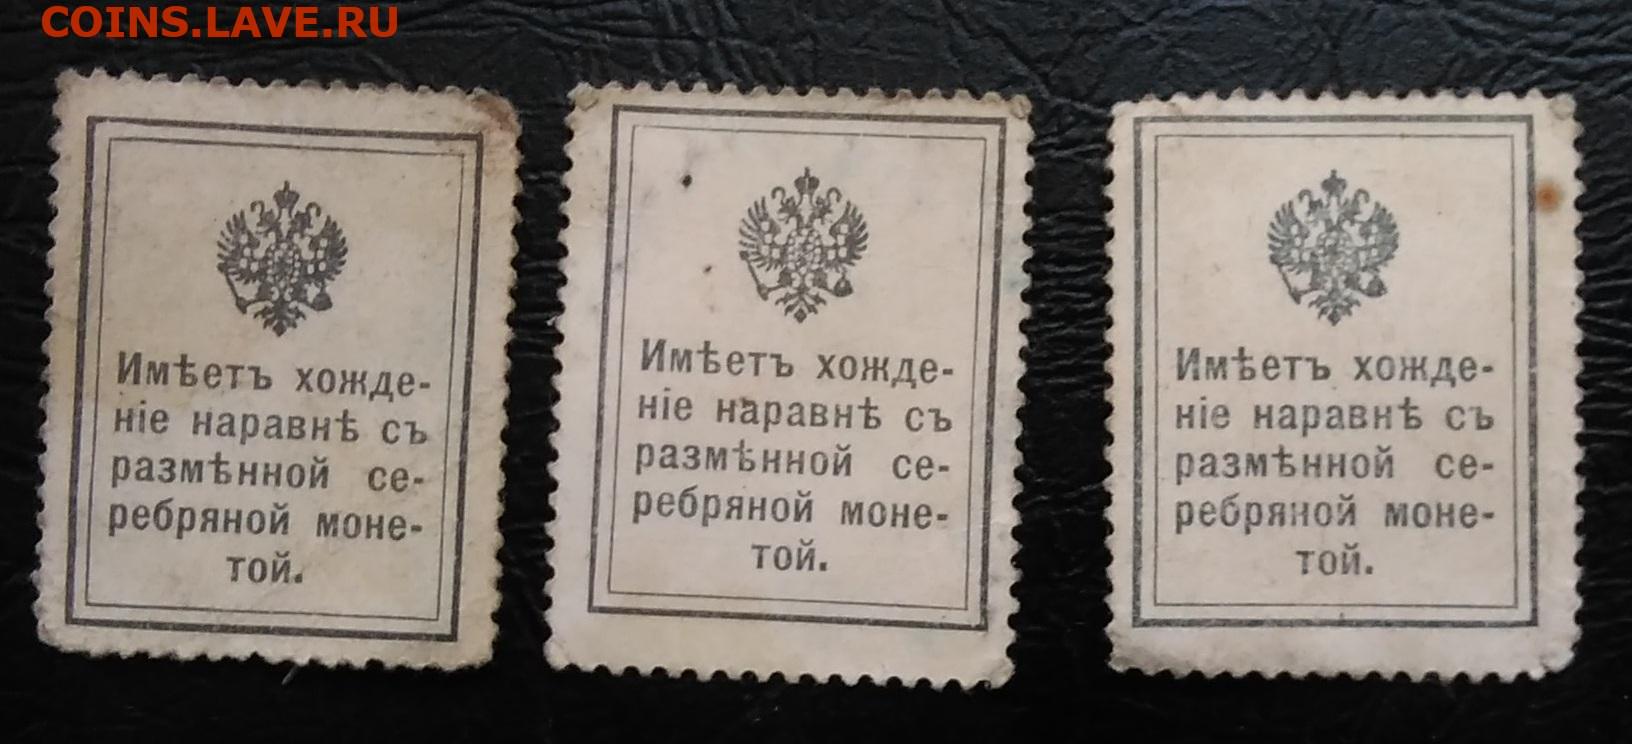 COINS.LAVE.RU
Имѣетъ хожде-
ніе наравнѣ съ
размѣнной се-
ребряной моне-
той.
Имѣетъ хожде-
ніе наравнѣ съ
размѣнной се-
ребряной моне-
той.
Имѣетъ хожде-
ніе наравнѣ съ
размѣнной се-
ребряной моне-
той.